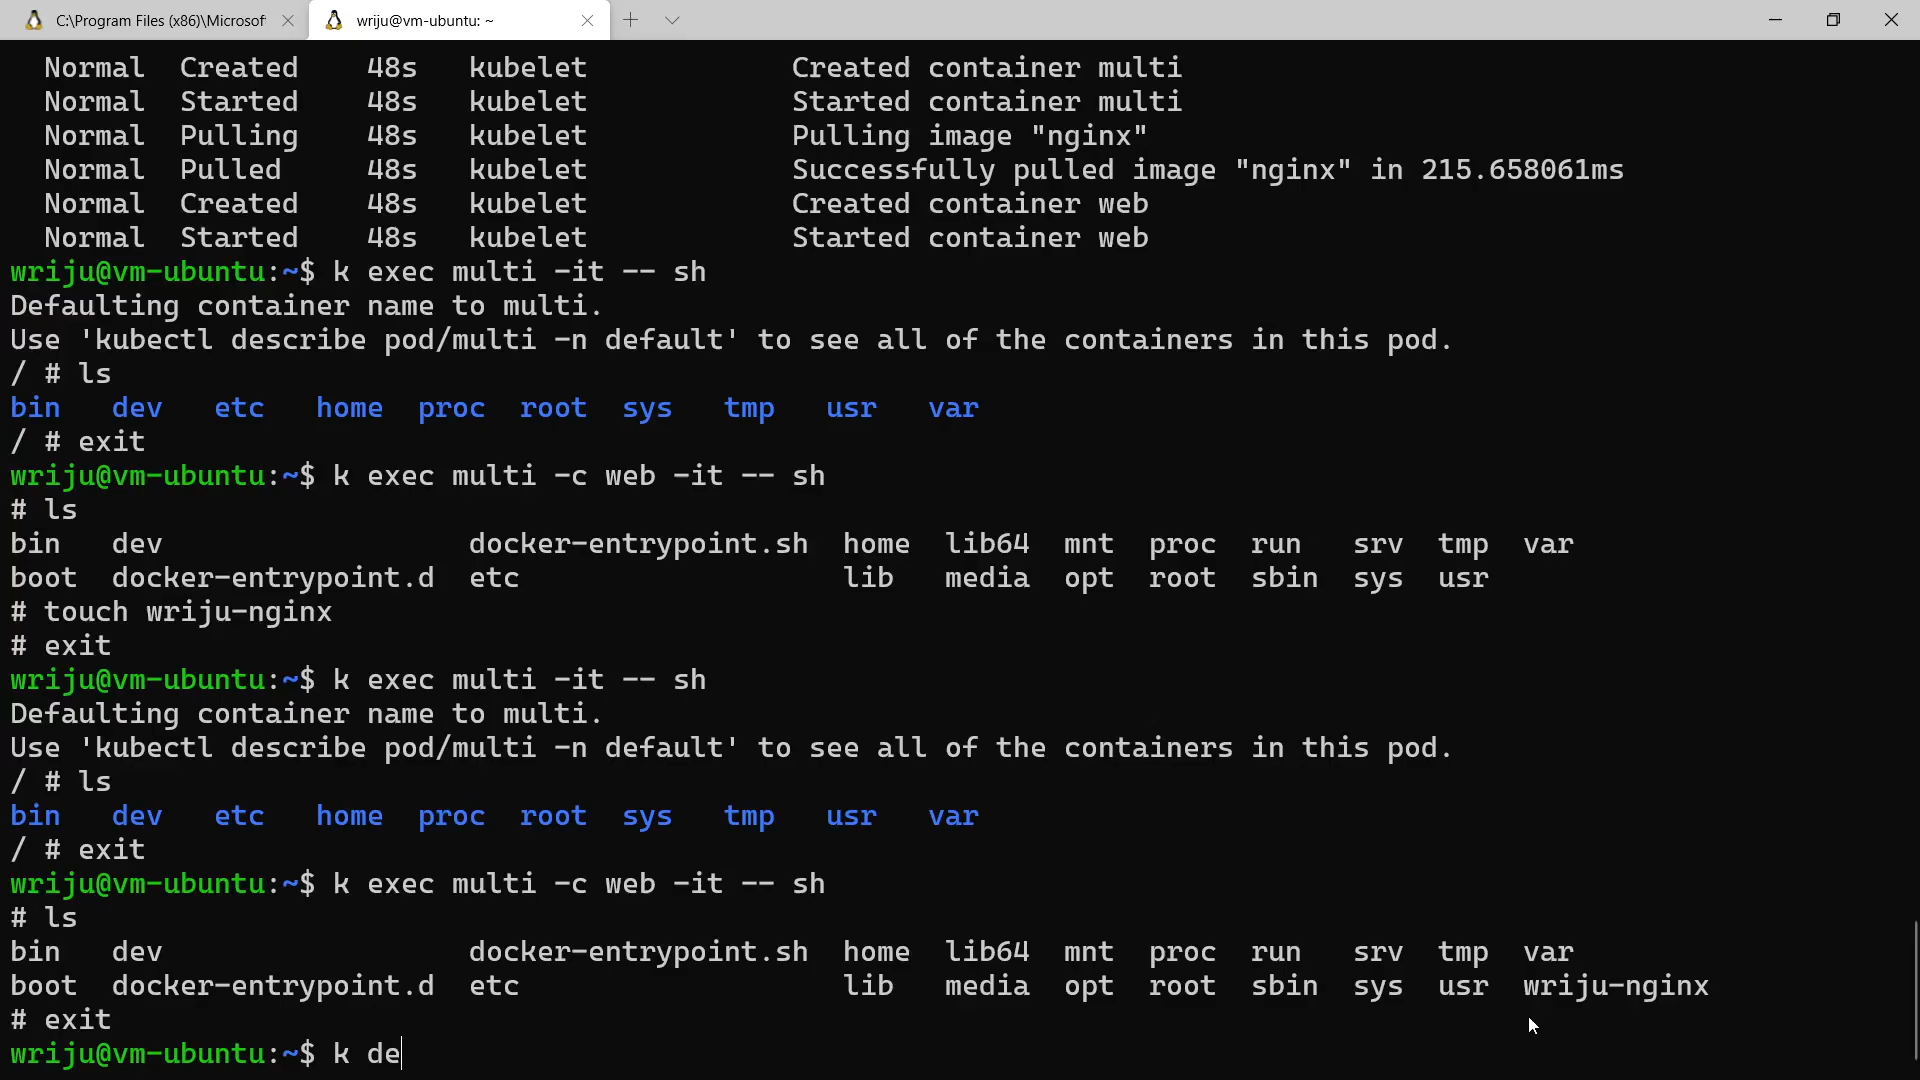 C:\Program Files (x86)\Microsof
wriju@vm-ubuntu: ~
Normal Created 48s kubelet Created container multi
Normal Started 48s kubelet Started container multi
Normal Pulling 48s kubelet Pulling image "nginx"
Normal Pulled 48s kubelet Successfully pulled image "nginx" in 215.658061ms
Normal Created 48s kubelet Created container web
Normal Started 48s kubelet Started container web
wriju@vm-ubuntu:~$ k exec multi -it -- sh
Defaulting container name to multi.
Use 'kubectl describe pod/multi -n default' to see all of the containers in this pod.
/ # ls
bin dev etc home proc root sys tmp usr var
/ # exit
wriju@vm-ubuntu:~$ k exec multi -c web -it -- sh
# ls
bin dev docker-entrypoint.sh home lib64 mnt proc run srv tmp var
boot docker-entrypoint.d etc lib media opt root sbin sys usr
# touch wriju-nginx
# exit
wriju@vm-ubuntu:~$ k exec multi -it -- sh
Defaulting container name to multi.
Use 'kubectl describe pod/multi -n default' to see all of the containers in this pod.
/ # ls
bin dev etc home proc root sys tmp usr var
/ # exit
wriju@vm-ubuntu:~$ k exec multi -c web -it -- sh
# ls
bin dev docker-entrypoint.sh home lib64 mnt proc run srv tmp var
boot docker-entrypoint.d etc lib media opt root sbin sys usr wriju-nginx
# exit
wriju@vm-ubuntu:~$ k de